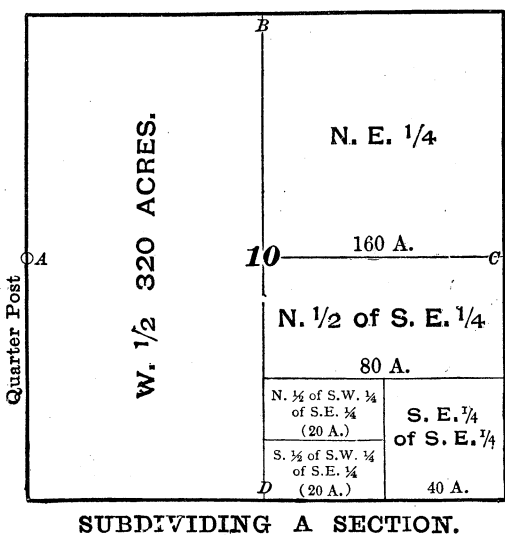 B
N. E. 1/4
W. 1/2 320 ACRES.
160 A.
A
10
C
Quarter Post
N. 1/2 of S. E. 1/4
80 A.
N. ½ of S.W. ¼
of S.E. ¼
(20 A.)
S. E. 1/4
of S. E. 1/4
S. ½ of S.W. ¼
of S.E. ¼
(20 A.)
40 A.
D
SUBDIVIDING A SECTION.